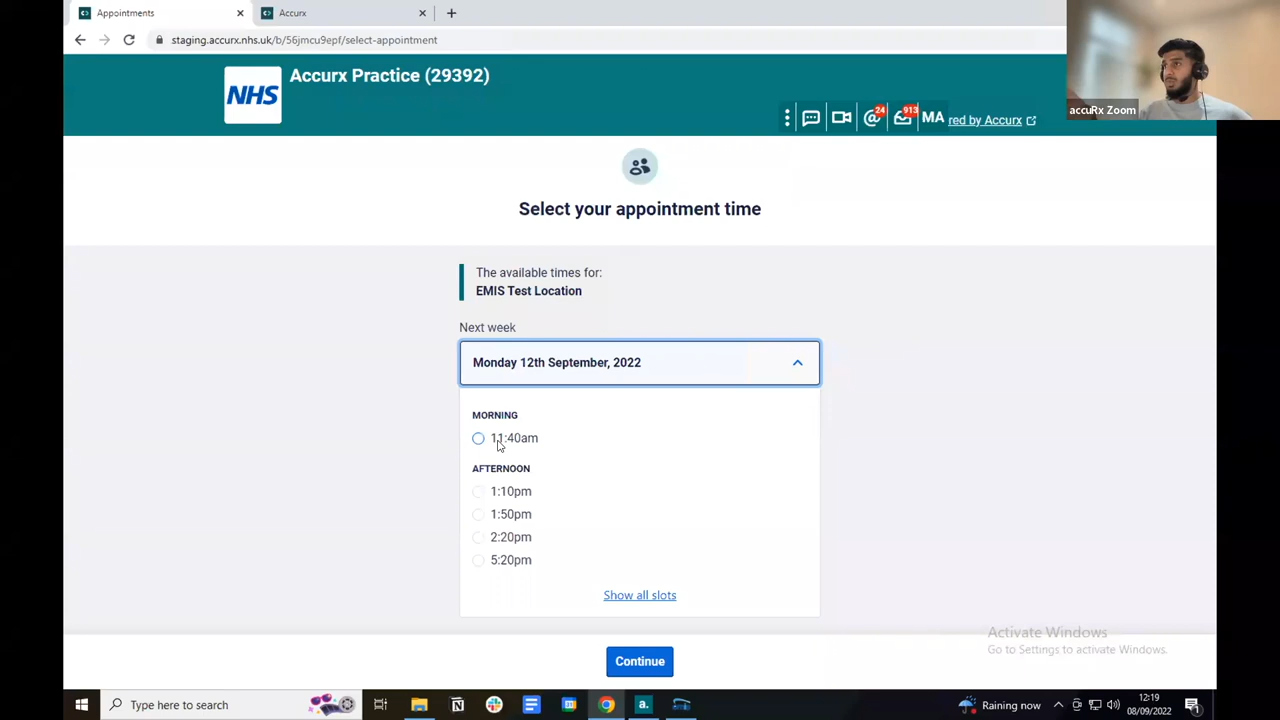 Appointments
Accurx
staging.accurx.nhs.uk/b/56jmcu9epf/select-appointment
NHS
Accurx Practice (29392)
24
913
MA
red by Accurx
accuRx Zoom
Select your appointment time
The available times for:
EMIS Test Location
Next week
Monday 12th September, 2022
MORNING
11:40am
AFTERNOON
1:10pm
1:50pm
2:20pm
5:20pm
Show all slots
Continue
Activate Windows
Go to Settings to activate Windows.
Type here to search
a.
Raining now
12:19
08/09/2022
1